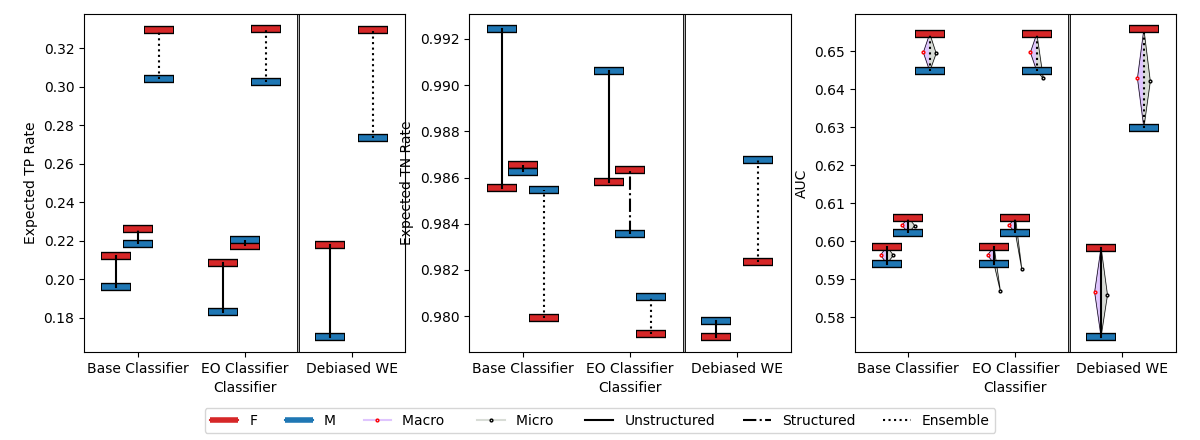 Expected TP Rate
0.32
0.30
0.28
0.26
0.24
0.22
0.20
0.18
Base Classifier EO Classifier Debiased WE
Classifier
Expected TN Rate
0.992
0.990
0.988
0.986
0.984
0.982
0.980
Base Classifier EO Classifier Debiased WE
Classifier
AUC
0.65
0.64
0.63
0.62
0.61
0.60
0.59
0.58
Base Classifier EO Classifier Debiased WE
Classifier
F M Macro Micro Unstructured Structured Ensemble